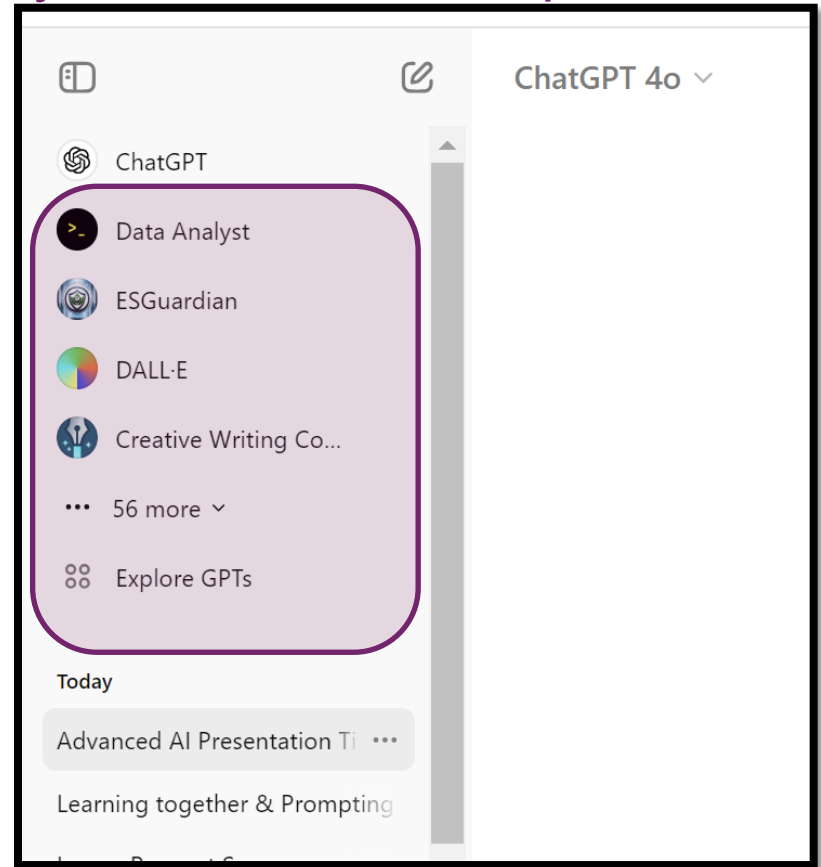 ChatGPT 4o
ChatGPT
Data Analyst
ESGuardian
DALL·E
Creative Writing Co...
56 more
Explore GPTs
Today
Advanced AI Presentation Ti
Learning together & Prompting